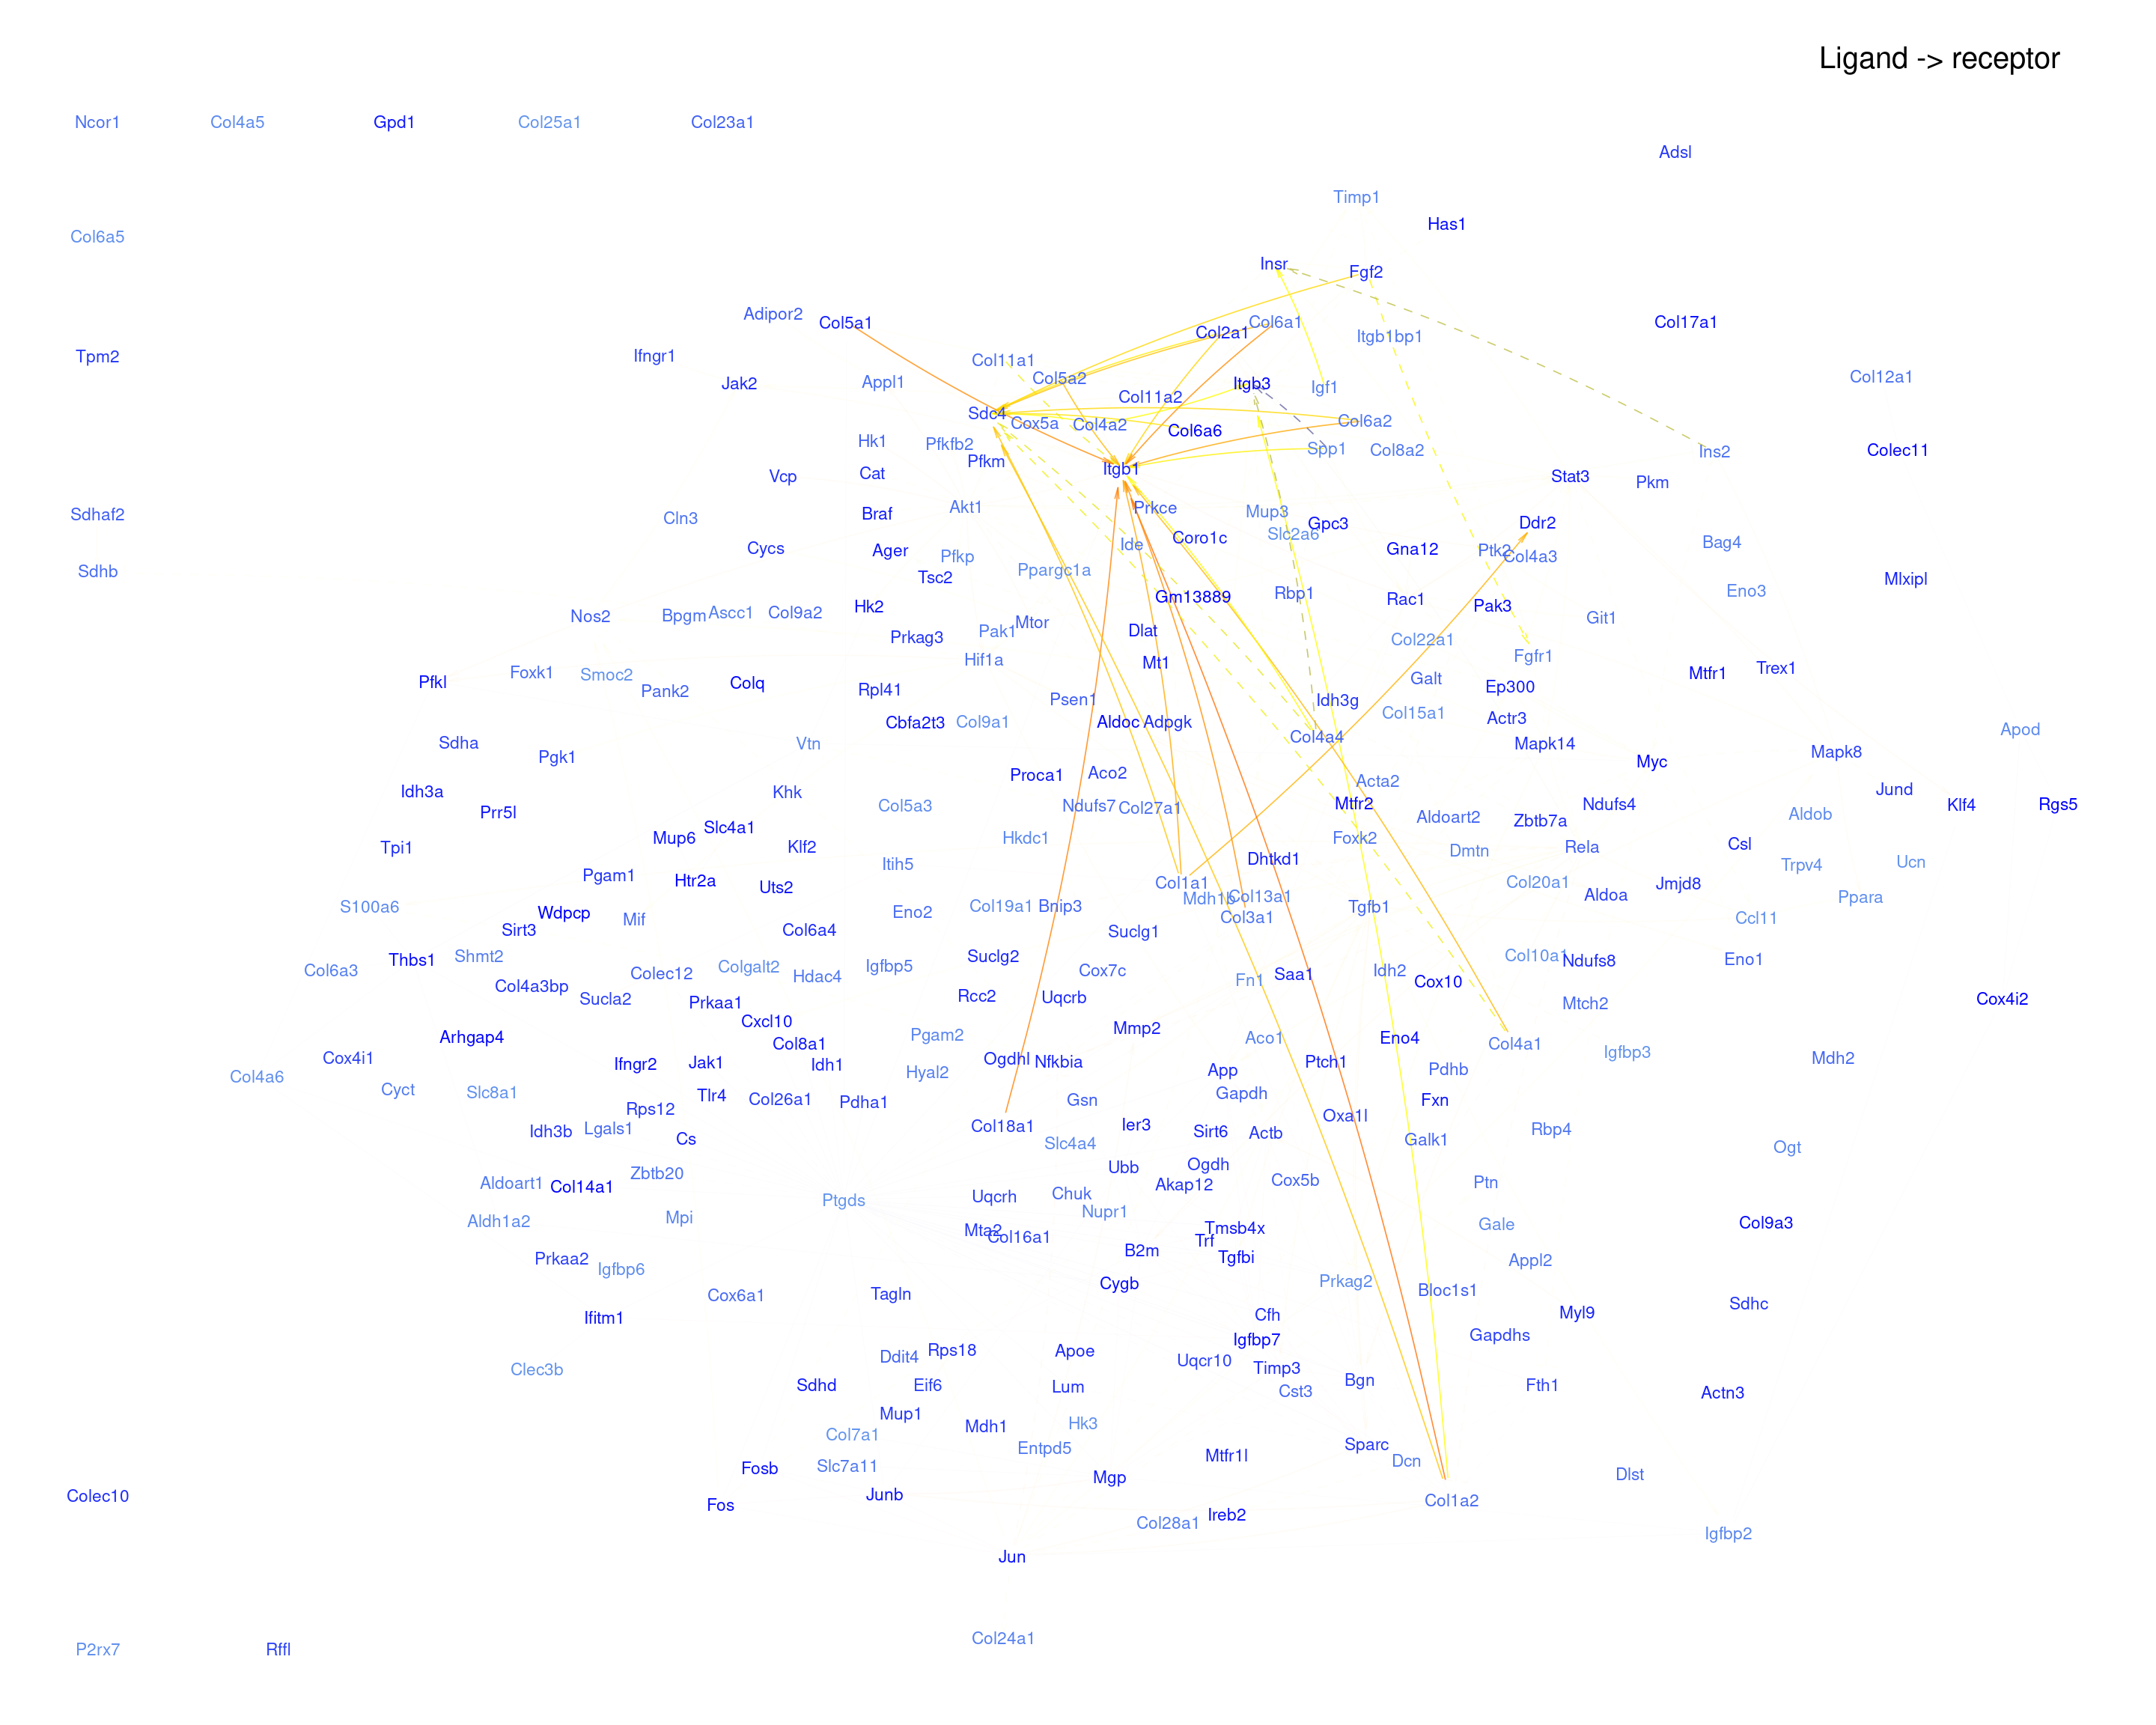 Ligand -> receptor
Ncor1 Col4a5 Gpd1 Col25a1 Col23a1
Adsl
Timp1
Has1
Col6a5
Insr Fgf2
Adipor2 Col5a1 Col2a1 Col6a1 Col17a1
Itgb1bp1
Tpm2 Ifngr1 Col11a1
Jak2 Appl1 Col5a2 Itgb3 Igf1 Col12a1
Col11a2
Sdc4 Cox5a Col4a2 Col6a6 Col6a2
Hk1 Pfkfb2 Spp1 Col8a2 Ins2 Colec11
Pfkm Itgb1
Vcp Cat Stat3 Pkm
Sdhaf2 Cln3 Braf Akt1 Prkce Mup3 Gpc3 Ddr2
Cycs Ager Pfkp Ide Coro1c Slc2a6 Gna12 Ptk2 Col4a3 Bag4
Sdhb Tsc2 Ppargc1a Mlxipl
Nos2 Bpgm Ascc1 Col9a2 Hk2 Gm13889 Rbp1 Rac1 Pak3 Git1 Eno3
Prkag3 Pak1 Mtor Dlat Col22a1
Pfkl Foxk1 Smoc2 Pank2 Colq Rpl41 Hif1a Mt1 Fgfr1
Galt Ep300 Mtfr1 Trex1
Cbfa2t3 Col9a1 Psen1 Aldoc Adpgk Idh3g Col15a1 Actr3 Apod
Sdha Pgk1 Vtn Col4a4 Mapk14 Myc Mapk8
Idh3a Prr5l Khk Col5a3 Proca1 Aco2 Acta2
Ndufs7 Col27a1 Mtfr2 Ndufs4 Jund Klf4 Rgs5
Tpi1 Mup6 Slc4a1 Klf2 Hkdc1 Foxk2 Aldoart2 Zbtb7a Aldob
Itih5 Dhtkd1 Dmtn Rela Csl Trpv4 Ucn
Pgam1 Htr2a Uts2 Col1a1 Col20a1 Aldoa Jmjd8 Ppara
S100a6 Wdpcp Mif Eno2 Col19a1 Bnip3 Mdh1b Col13a1 Col3a1 Tgfb1 Ccl11
Sirt3 Col6a4 Suclg1
Col6a3 Thbs1 Shmt2 Colec12 Colgalt2 Hdac4 Igfbp5 Suclg2 Cox7c Fn1 Saa1 Idh2 Col10a1 Ndufs8 Eno1
Col4a3bp Sucla2 Prkaa1 Rcc2 Uqcrb Cox10 Mtch2 Cox4i2
Arhgap4 Cxcl10 Col8a1 Pgam2 Mmp2 Aco1 Eno4 Col4a1
Col4a6 Cox4i1 Ifngr2 Jak1 Idh1 Hyal2 Ogdhl Nfkbia App Ptch1 Pdhb Igfbp3 Mdh2
Cyct Slc8a1 Tlr4 Col26a1 Pdha1 Gsn Gapdh Fxn
Idh3b Lgals1 Rps12 Cs Col18a1 Slc4a4 Ier3 Sirt6 Actb Oxa1l Galk1 Rbp4
Ogt
Aldoart1 Col14a1 Zbtb20 Ptgds Uqcrh Chuk Ubb Akap12 Ogdh Cox5b Ptn
Aldh1a2 Mpi Mta2 Col16a1 Nupr1 Tmsb4x Trf Gale Col9a3
Prkaa2 Igfbp6 B2m Tgfbi Appl2
Cox6a1 Tagln Cygb Prkag2 Bloc1s1 Sdhc
Ifitm1 Cfh Igfbp7 Myl9 Gapdhs
Clec3b Ddit4 Rps18 Apoe Uqcr10 Timp3
Sdhd Eif6 Lum Cst3 Bgn Fth1 Actn3
Mup1 Mdh1 Hk3
Col7a1 Entpd5 Mtfr1l Sparc Dcn
Fosb Slc7a11 Mgp Dlst
Colec10 Fos Junb Col28a1 Ireb2 Col1a2
Igfbp2
Jun
Col24a1
P2rx7 Rffl